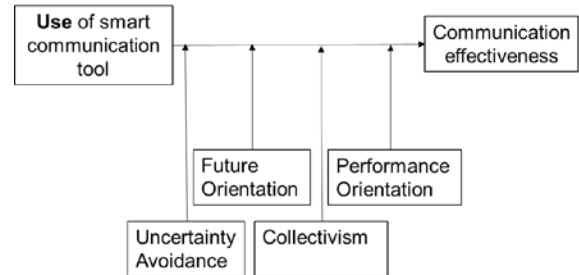 Use of smart
communication
tool
Communication
effectiveness
Future
Orientation
Performance
Orientation
Uncertainty
Avoidance
Collectivism